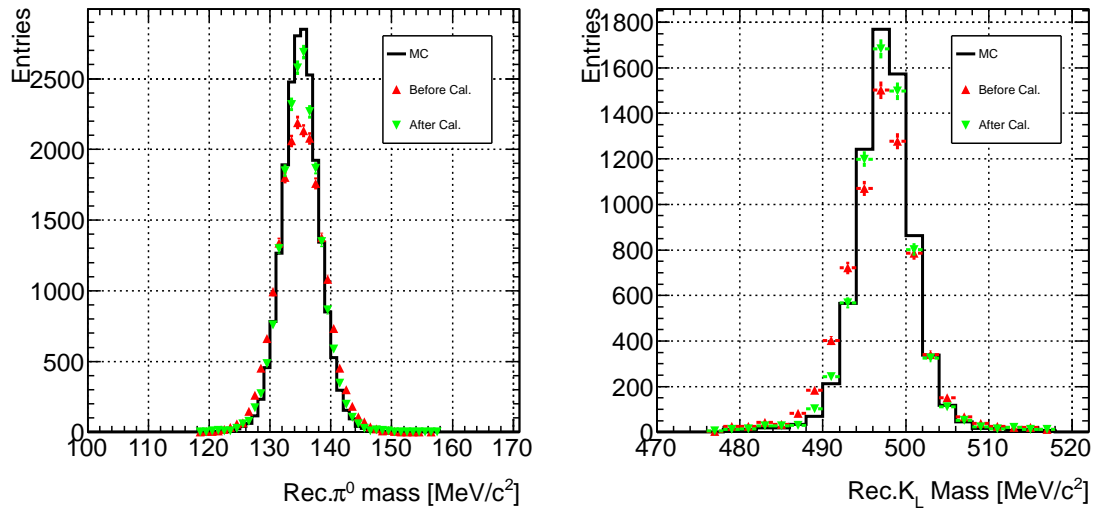 Entries
2500
2000
1500
1000
500
0
100 110 120 130 140 150 160 170
Rec.π⁰ mass [MeV/c²]
MC
Before Cal.
After Cal.
Entries
1800
1600
1400
1200
1000
800
600
400
200
0
470 480 490 500 510 520
Rec.K_L Mass [MeV/c²]
MC
Before Cal.
After Cal.